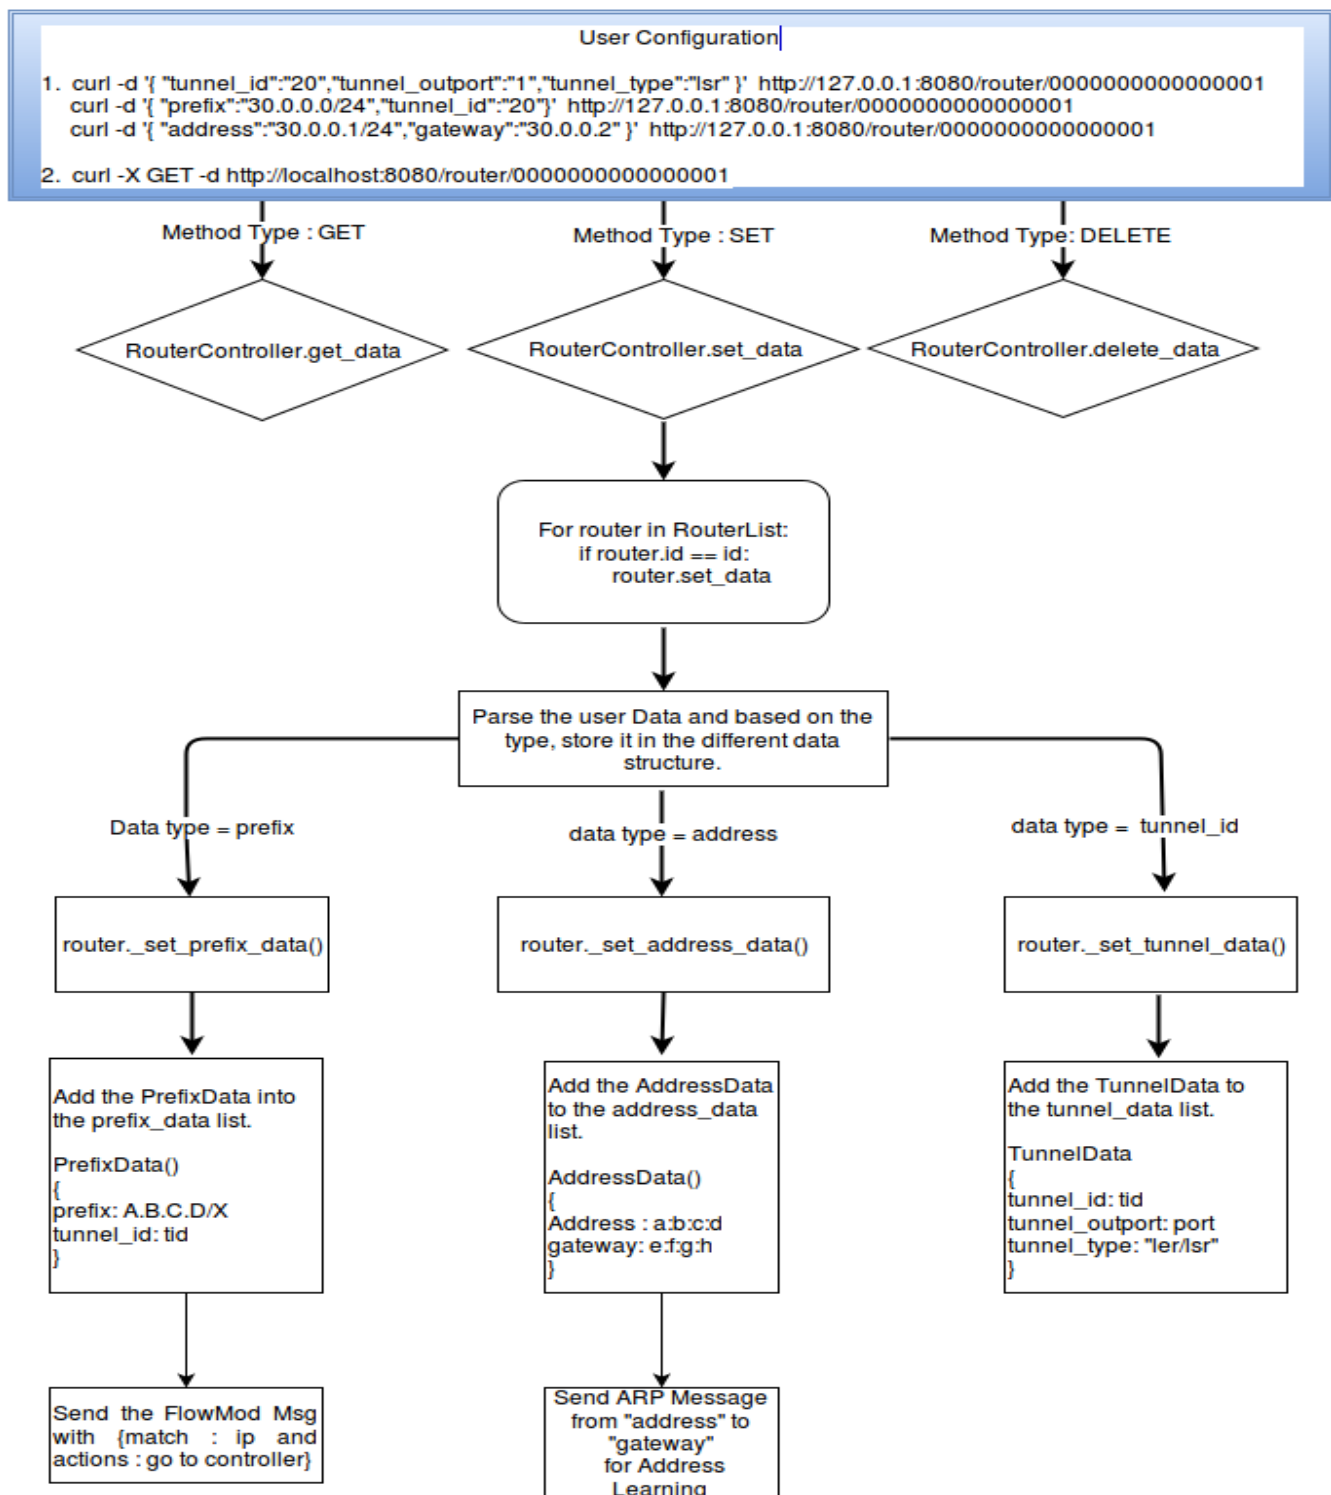 User Configuration
1. curl -d '{ "tunnel_id":"20","tunnel_outport":"1","tunnel_type":"lsr" }' http://127.0.0.1:8080/router/0000000000000001
curl -d '{ "prefix":"30.0.0.0/24","tunnel_id":"20"}' http://127.0.0.1:8080/router/0000000000000001
curl -d '{ "address":"30.0.0.1/24","gateway":"30.0.0.2" }' http://127.0.0.1:8080/router/0000000000000001
2. curl -X GET -d http://localhost:8080/router/0000000000000001
Method Type : GET
Method Type : SET
Method Type: DELETE
RouterController.get_data
RouterController.set_data
RouterController.delete_data
For router in RouterList:
if router.id == id:
router.set_data
Parse the user Data and based on the
type, store it in the different data
structure.
Data type = prefix
data type = address
data type = tunnel_id
router._set_prefix_data()
router._set_address_data()
router._set_tunnel_data()
Add the PrefixData into
the prefix_data list.
PrefixData()
{
prefix: A.B.C.D/X
tunnel_id: tid
}
Add the AddressData
to the address_data
list.
AddressData()
{
Address : a:b:c:d
gateway: e:f:g:h
}
Add the TunnelData to
the tunnel_data list.
TunnelData
{
tunnel_id: tid
tunnel_outport: port
tunnel_type: "ler/lsr"
}
Send the FlowMod Msg
with {match : ip and
actions : go to controller}
Send ARP Message
from "address" to
"gateway"
for Address
Learning